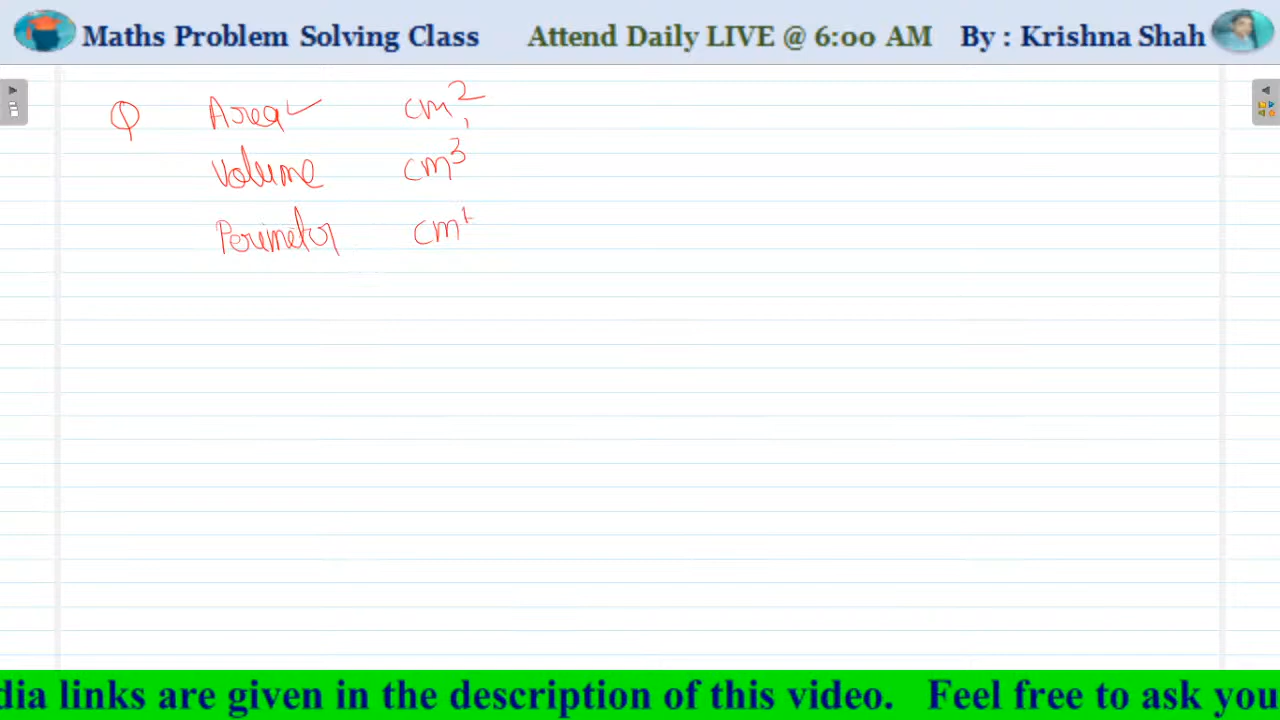 Maths Problem Solving Class Attend Daily LIVE @ 6:00 AM By : Krishna Shah
Q Area cm²
Volume cm³
Perimeter cm¹
dia links are given in the description of this video. Feel free to ask you